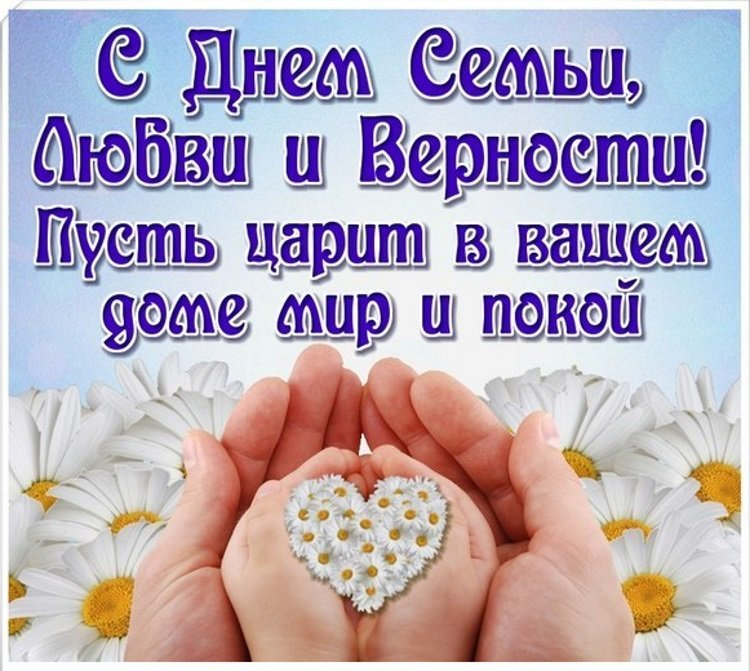 С Днем Семьи,
Любви и Верности!
Пусть царит в вашем
доме мир и покой